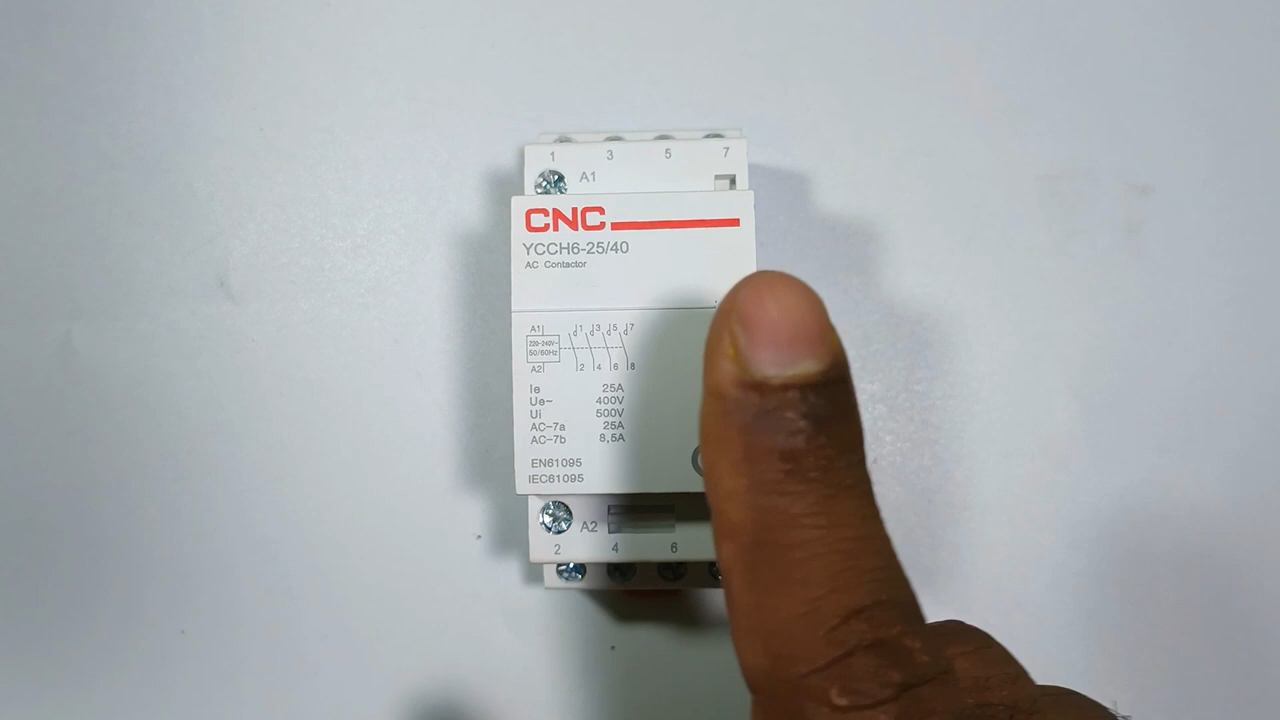 1 3 5 7
A1
CNC
YCCH6-25/40
AC Contactor
A1 1 3 5 7
220-240V~
50/60Hz
A2 2 4 6 8
Ie 25A
Ue~ 400V
Ui 500V
AC-7a 25A
AC-7b 8,5A
EN61095
IEC61095
A2
2 4 6